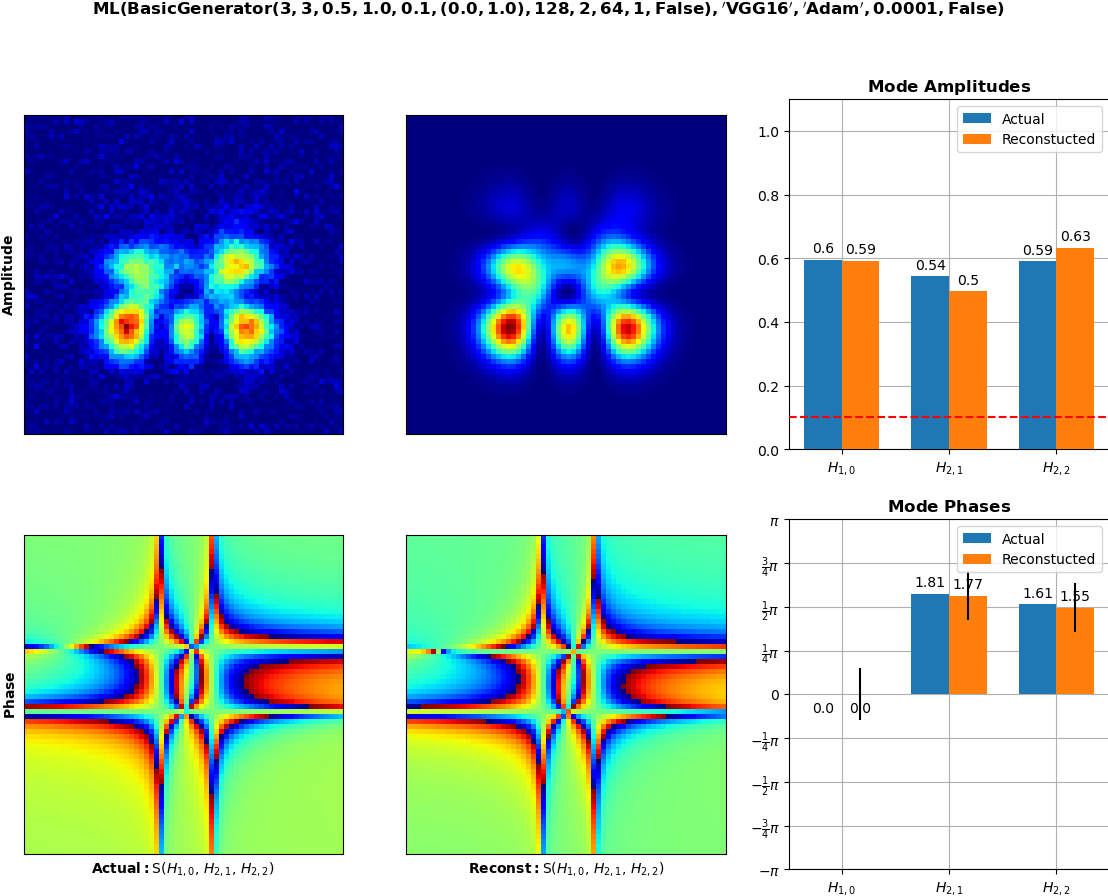 ML(BasicGenerator(3, 3, 0.5, 1.0, 0.1, (0.0, 1.0), 128, 2, 64, 1, False), ′VGG16′, ′Adam′, 0.0001, False)
Amplitude
Mode Amplitudes
Actual
Reconstucted
1.0
0.8
0.6
0.4
0.2
0.0
0.6
0.59
0.54
0.5
0.59
0.63
H1,0
H2,1
H2,2
Phase
Actual: S(H1,0, H2,1, H2,2)
Reconst: S(H1,0, H2,1, H2,2)
Mode Phases
Actual
Reconstucted
π
3/4π
1/2π
1/4π
0
−1/4π
−1/2π
−3/4π
−π
0.0
0.0
1.81
1.77
1.61
1.55
H1,0
H2,1
H2,2